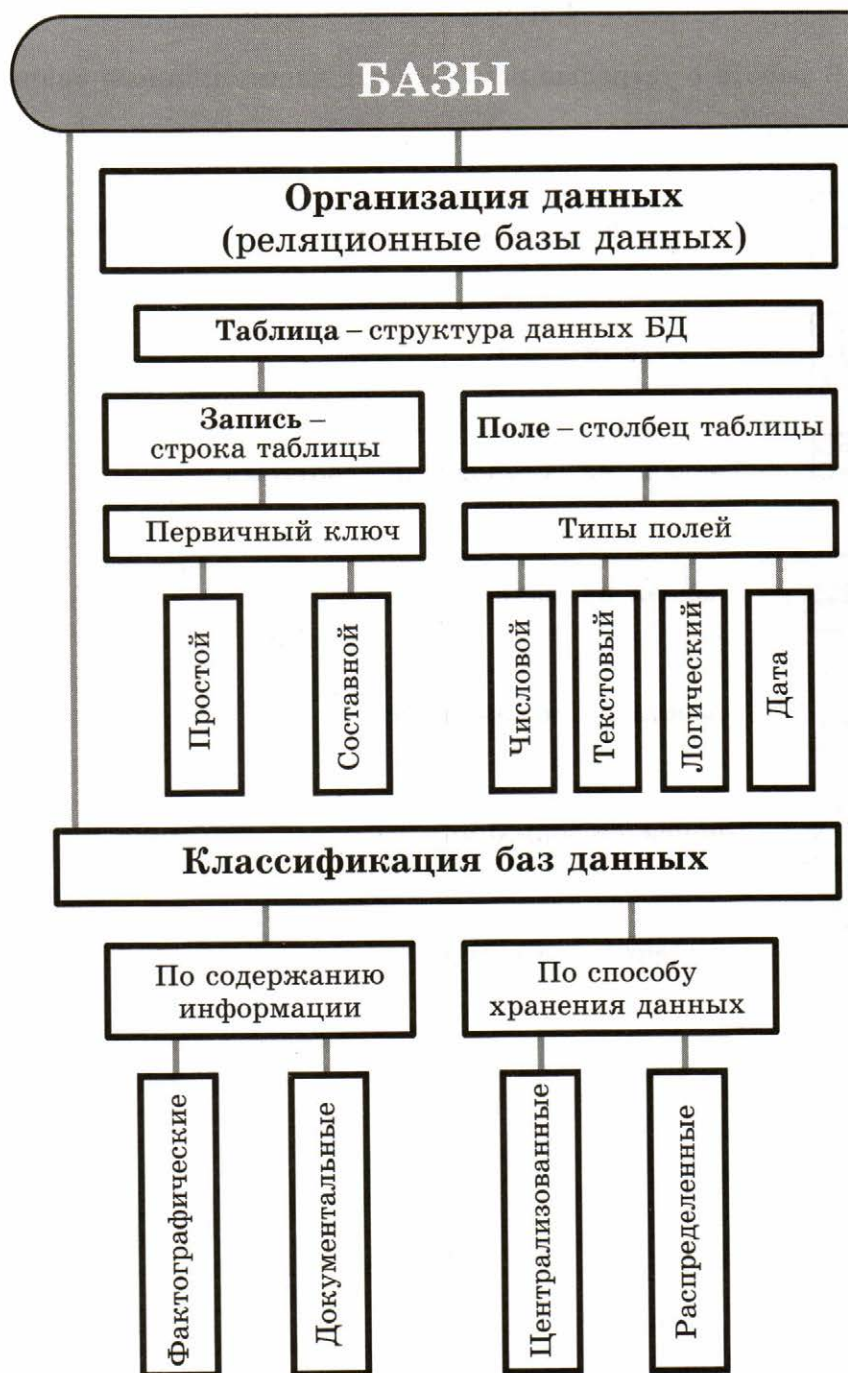 БАЗЫ
Организация данных
(реляционные базы данных)
Таблица – структура данных БД
Запись –
строка таблицы
Поле – столбец таблицы
Первичный ключ
Типы полей
Простой
Составной
Числовой
Текстовый
Логический
Дата
Классификация баз данных
По содержанию
информации
По способу
хранения данных
Фактографические
Документальные
Централизованные
Распределенные